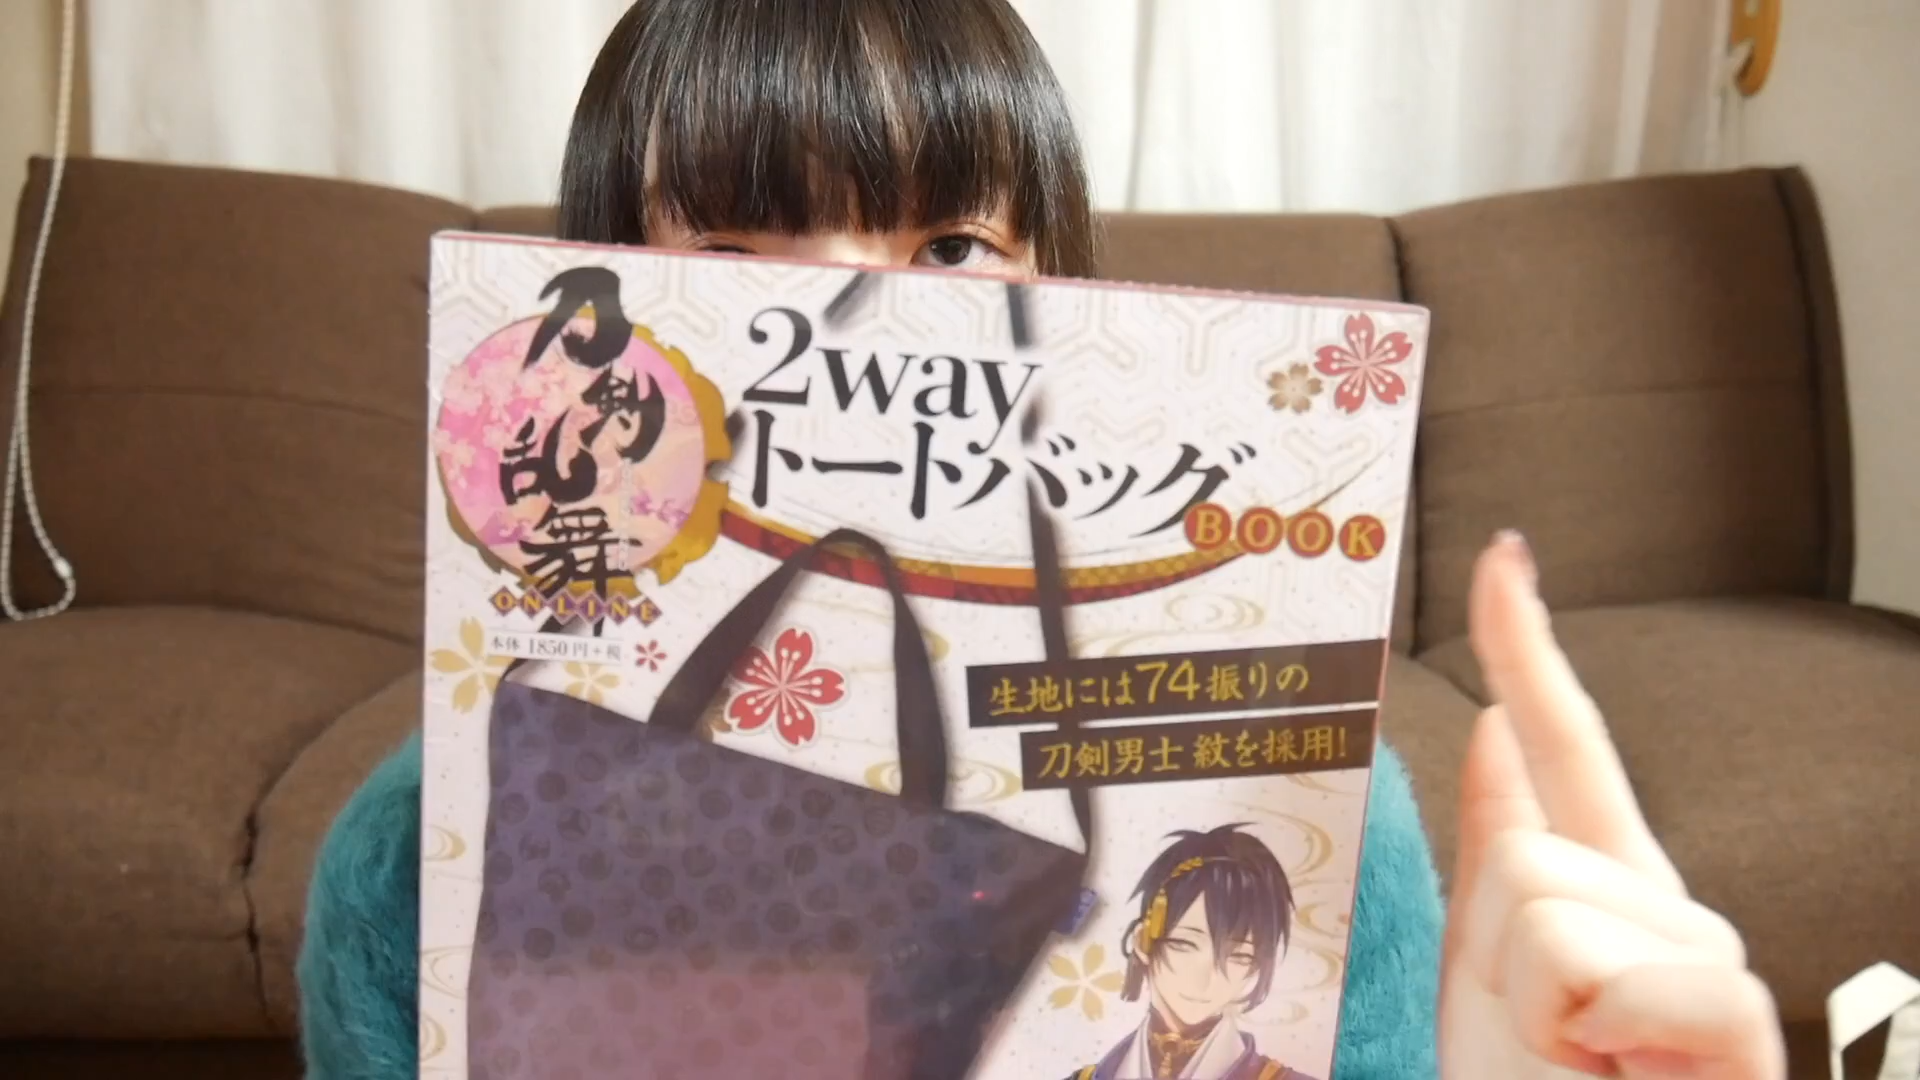 刀剣乱舞
ONLINE
本体 1850円+税
2way
トートバッグ
BOOK
生地には74振りの
刀剣男士 紋を採用!